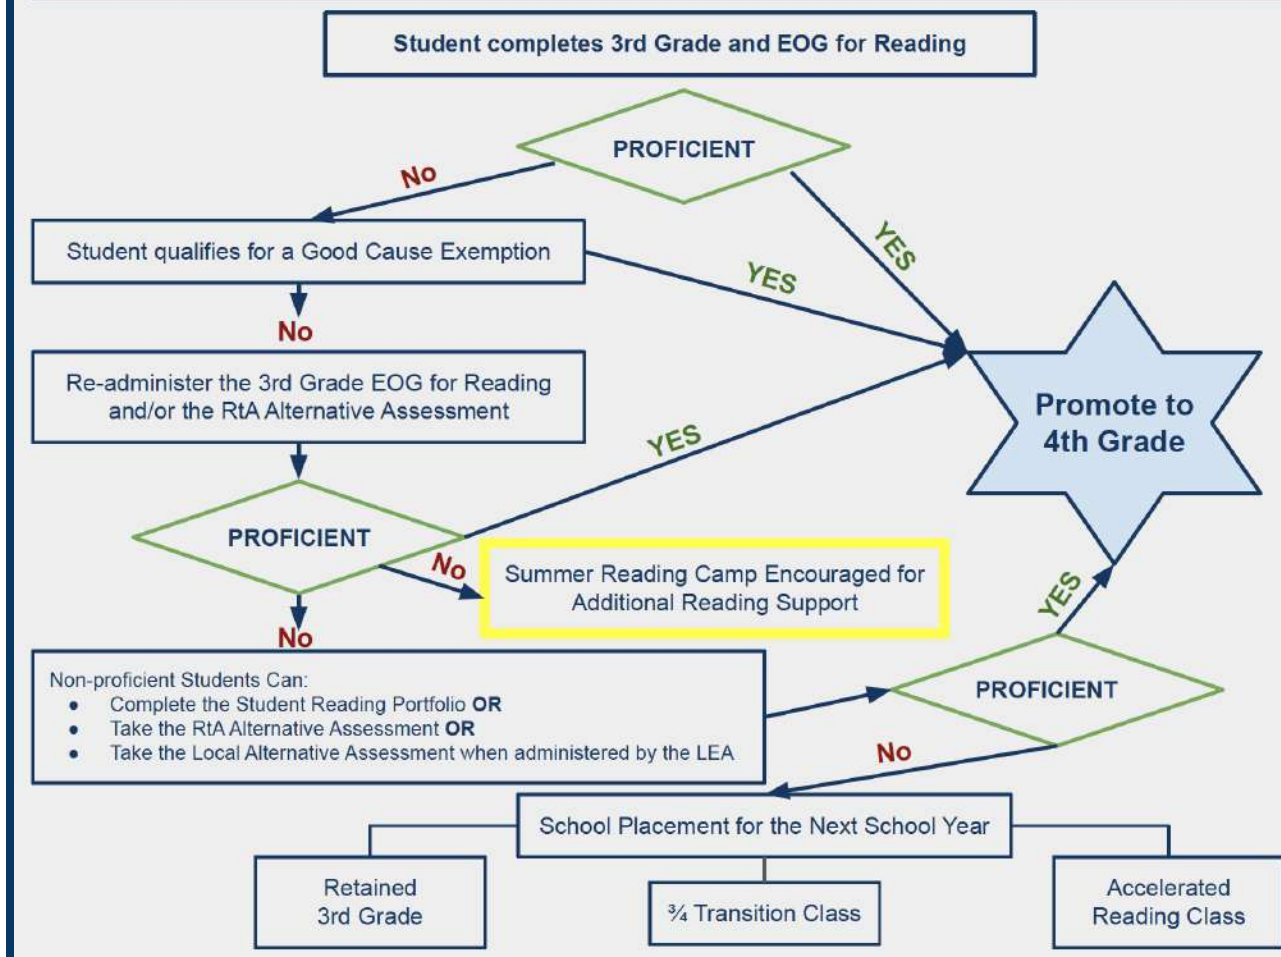 Student completes 3rd Grade and EOG for Reading
PROFICIENT
No
YES
Student qualifies for a Good Cause Exemption
YES
No
Re-administer the 3rd Grade EOG for Reading
and/or the RtA Alternative Assessment
YES
Promote to
4th Grade
PROFICIENT
No
Summer Reading Camp Encouraged for
Additional Reading Support
YES
No
Non-proficient Students Can:
● Complete the Student Reading Portfolio OR
● Take the RtA Alternative Assessment OR
● Take the Local Alternative Assessment when administered by the LEA
PROFICIENT
No
School Placement for the Next School Year
Retained
3rd Grade
¾ Transition Class
Accelerated
Reading Class